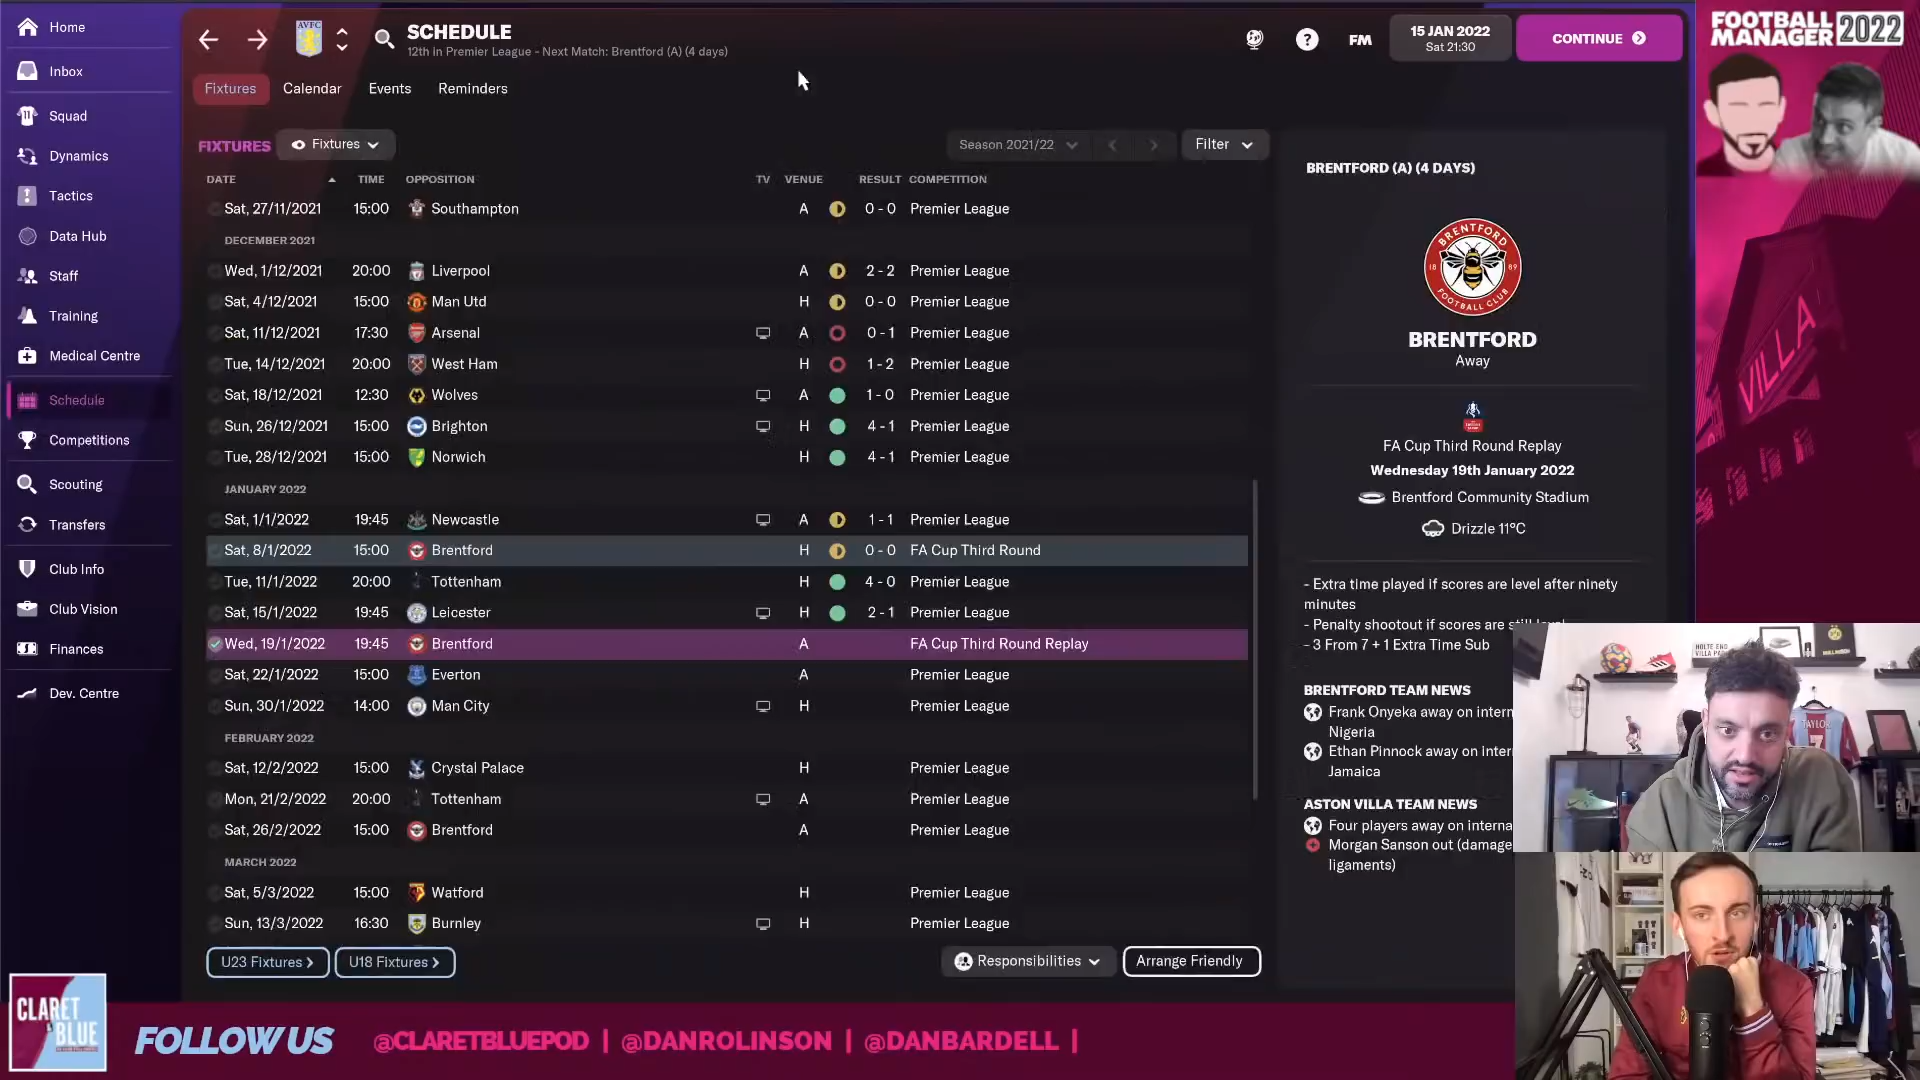 Home
Inbox
Squad
Dynamics
Tactics
Data Hub
Staff
Training
Medical Centre
Schedule
Competitions
Scouting
Transfers
Club Info
Club Vision
Finances
Dev. Centre
AVFC
SCHEDULE
12th in Premier League - Next Match: Brentford (A) (4 days)
FM
15 JAN 2022
Sat 21:30
CONTINUE
FOOTBALL MANAGER 2022
Fixtures Calendar Events Reminders
FIXTURES Fixtures Season 2021/22 Filter
DATE TIME OPPOSITION TV VENUE RESULT COMPETITION
Sat, 27/11/2021 15:00 Southampton A 0 - 0 Premier League
DECEMBER 2021
Wed, 1/12/2021 20:00 Liverpool A 2 - 2 Premier League
Sat, 4/12/2021 15:00 Man Utd H 0 - 0 Premier League
Sat, 11/12/2021 17:30 Arsenal A 0 - 1 Premier League
Tue, 14/12/2021 20:00 West Ham H 1 - 2 Premier League
Sat, 18/12/2021 12:30 Wolves A 1 - 0 Premier League
Sun, 26/12/2021 15:00 Brighton H 4 - 1 Premier League
Tue, 28/12/2021 15:00 Norwich H 4 - 1 Premier League
JANUARY 2022
Sat, 1/1/2022 19:45 Newcastle A 1 - 1 Premier League
Sat, 8/1/2022 15:00 Brentford H 0 - 0 FA Cup Third Round
Tue, 11/1/2022 20:00 Tottenham H 4 - 0 Premier League
Sat, 15/1/2022 19:45 Leicester H 2 - 1 Premier League
Wed, 19/1/2022 19:45 Brentford A FA Cup Third Round Replay
Sat, 22/1/2022 15:00 Everton A Premier League
Sun, 30/1/2022 14:00 Man City H Premier League
FEBRUARY 2022
Sat, 12/2/2022 15:00 Crystal Palace H Premier League
Mon, 21/2/2022 20:00 Tottenham A Premier League
Sat, 26/2/2022 15:00 Brentford A Premier League
MARCH 2022
Sat, 5/3/2022 15:00 Watford H Premier League
Sun, 13/3/2022 16:30 Burnley H Premier League
U23 Fixtures U18 Fixtures Responsibilities Arrange Friendly
BRENTFORD (A) (4 DAYS)
BRENTFORD
18 89
FOOTBALL CLUB
BRENTFORD
Away
FA Cup Third Round Replay
Wednesday 19th January 2022
Brentford Community Stadium
Drizzle 11°C
- Extra time played if scores are level after ninety
minutes
- Penalty shootout if scores are still
- 3 From 7 + 1 Extra Time Sub
BRENTFORD TEAM NEWS
Frank Onyeka away on intern
Nigeria
Ethan Pinnock away on inter
Jamaica
ASTON VILLA TEAM NEWS
Four players away on interna
Morgan Sanson out (damage
ligaments)
VILLA
HOLTE END
TAYLOR
7
CLARET
& BLUE
FOLLOW US
@CLARETBLUEPOD | @DANROLINSON | @DANBARDELL |